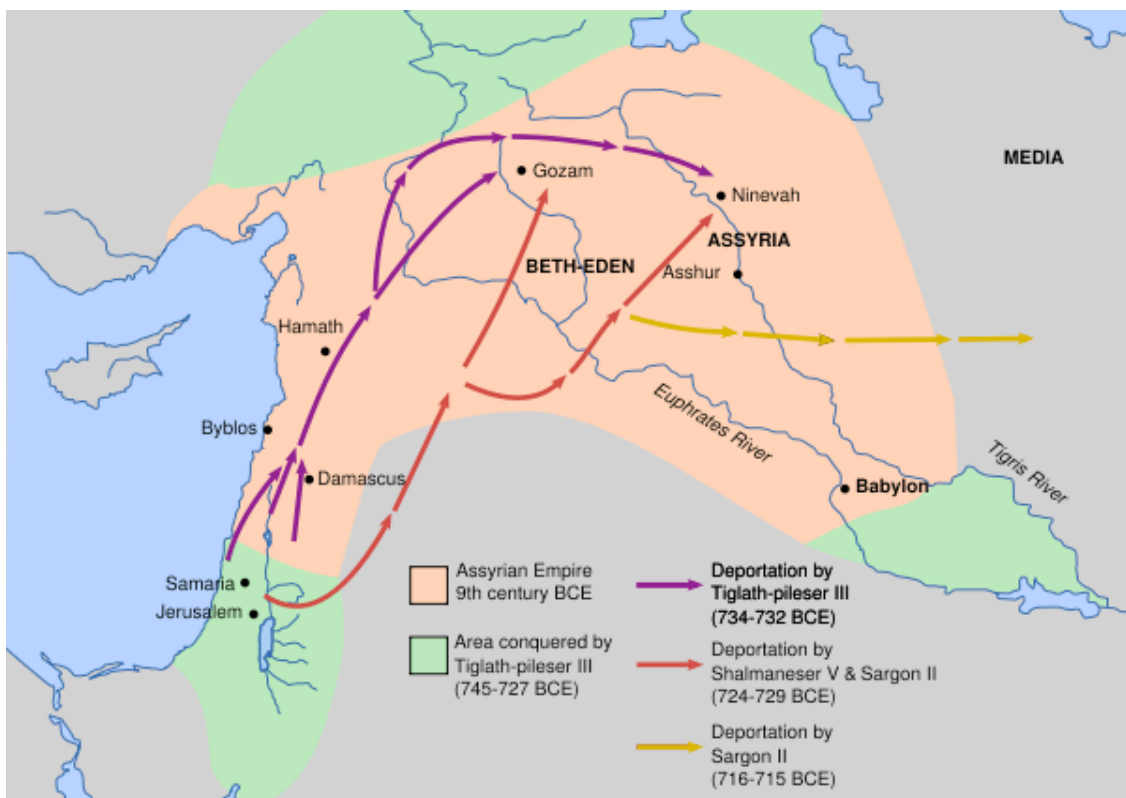 MEDIA
Gozam
Ninevah
ASSYRIA
BETH-EDEN
Asshur
Hamath
Byblos
Euphrates River
Damascus
Babylon
Tigris River
Samaria
Jerusalem
Assyrian Empire
9th century BCE
Area conquered by
Tiglath-pileser III
(745-727 BCE)
Deportation by
Tiglath-pileser III
(734-732 BCE)
Deportation by
Shalmaneser V & Sargon II
(724-729 BCE)
Deportation by
Sargon II
(716-715 BCE)